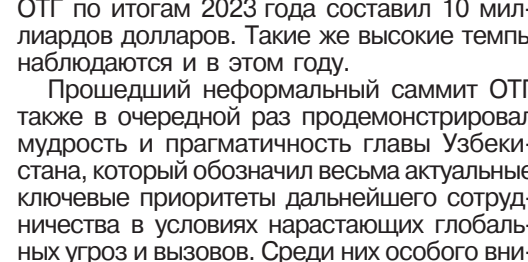 ОТГ по итогам 2023 года составил 10 мил-
лиардов долларов. Такие же высокие темпы
наблюдаются и в этом году.
Прошедший неформальный саммит ОТГ
также в очередной раз продемонстрировал
мудрость и прагматичность главы Узбеки-
стана, который обозначил весьма актуальные
ключевые приоритеты дальнейшего сотруд-
ничества в условиях нарастающих глобаль-
ных угроз и вызовов. Среди них особого вни-